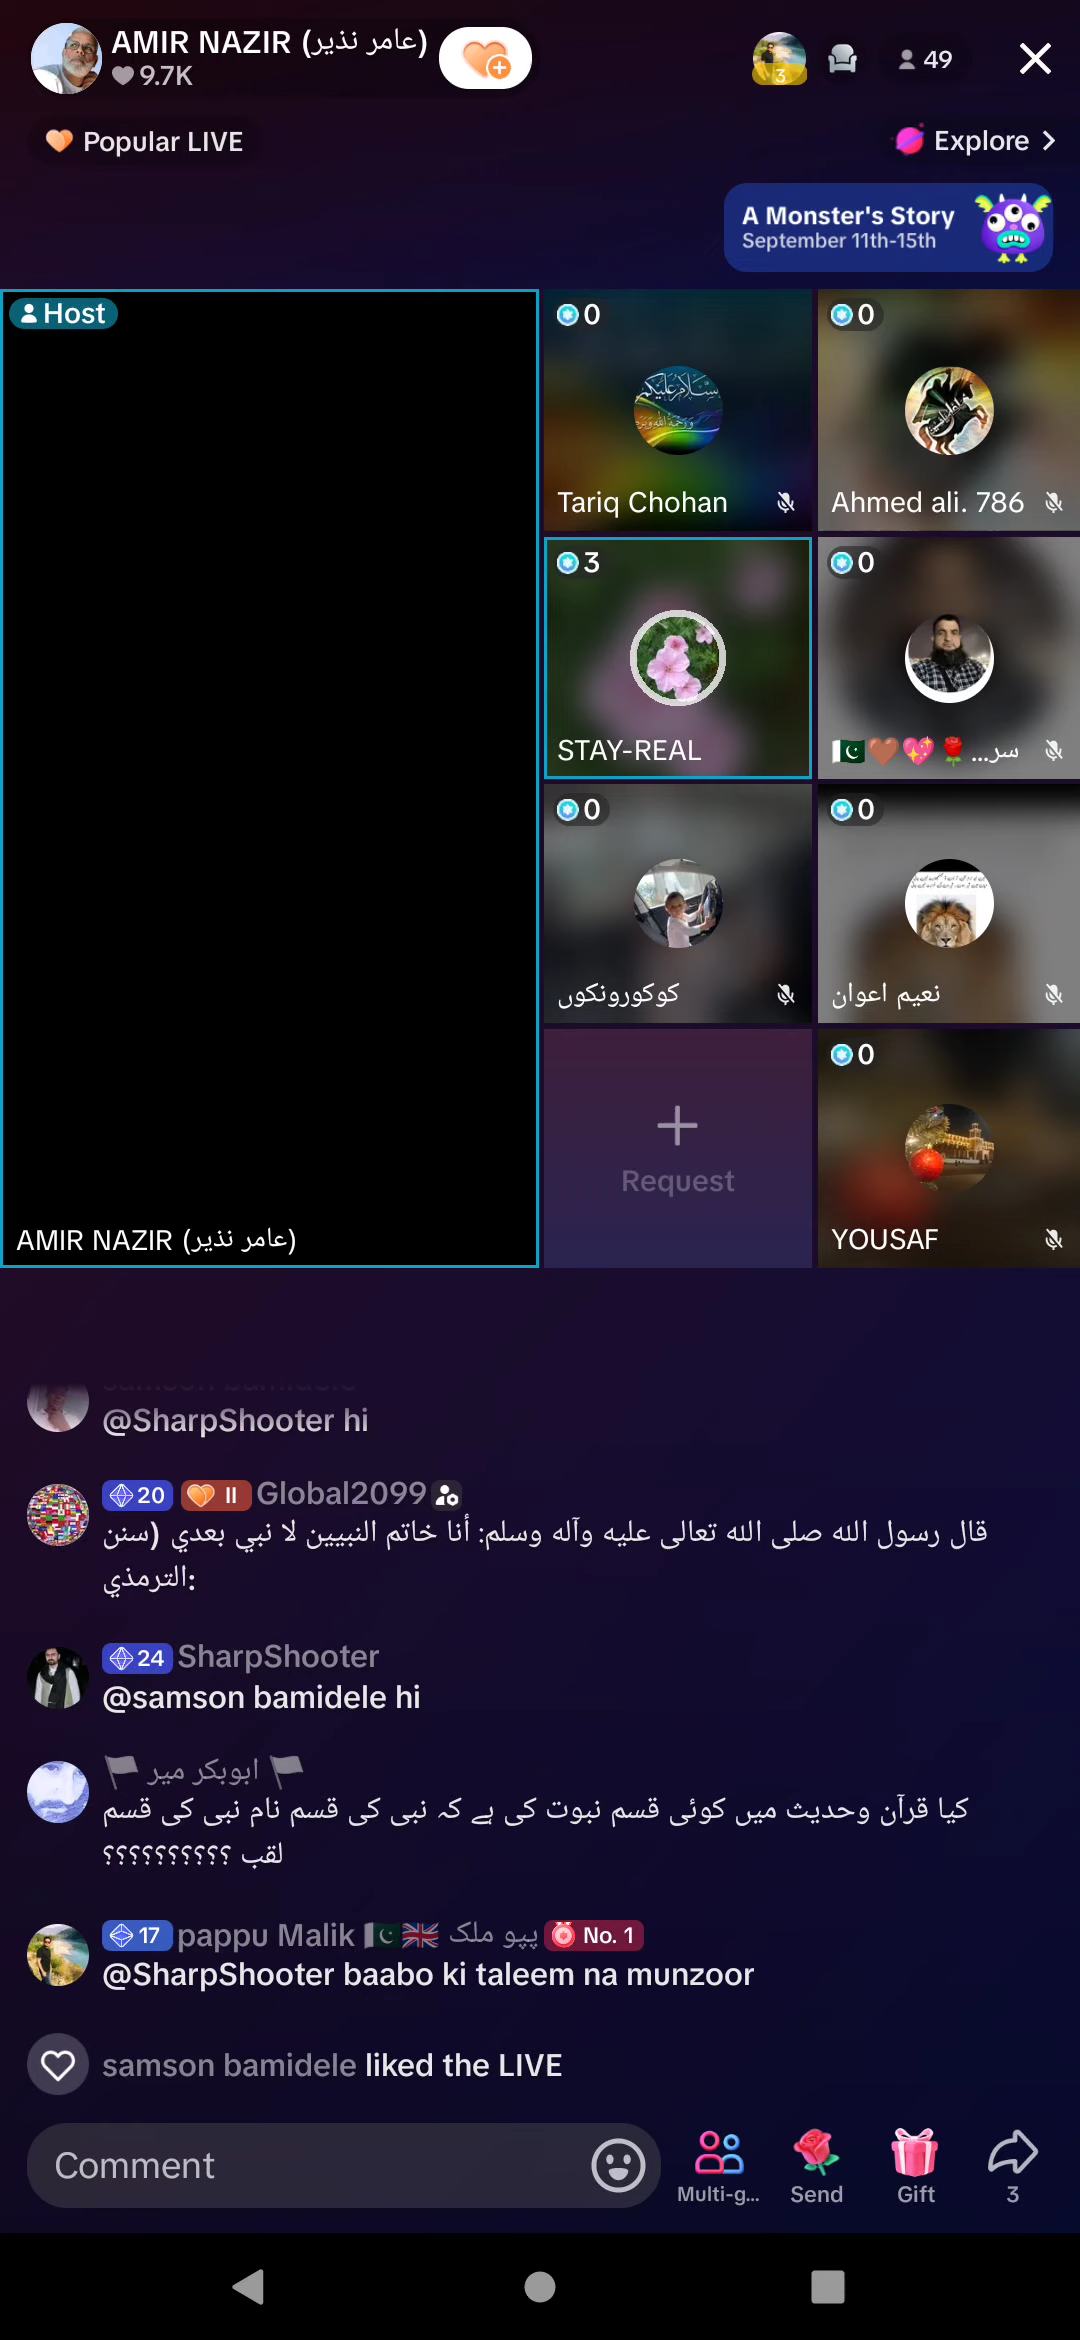 AMIR NAZIR (عامر نذیر)
9.7K
3
49
Popular LIVE
Explore
A Monster's Story
September 11th-15th
Host
AMIR NAZIR (عامر نذیر)
0
Tariq Chohan
0
Ahmed ali. 786
3
STAY-REAL
0
سر...
0
کوکورونکوں
0
نعیم اعوان
Request
0
YOUSAF
@SharpShooter hi
20 II Global2099
قال رسول الله صلى الله تعالى عليه وآله وسلم: أنا خاتم النبيين لا نبي بعدي (سنن
الترمذي:
24 SharpShooter
@samson bamidele hi
ابوبکر میر
کیا قرآن وحدیث میں کوئی قسم نبوت کی ہے کہ نبی کی قسم نام نبی کی قسم
لقب ؟؟؟؟؟؟؟؟؟؟
17 pappu Malik پپو ملک No. 1
@SharpShooter baabo ki taleem na munzoor
samson bamidele liked the LIVE
Comment
Multi-g...
Send
Gift
3